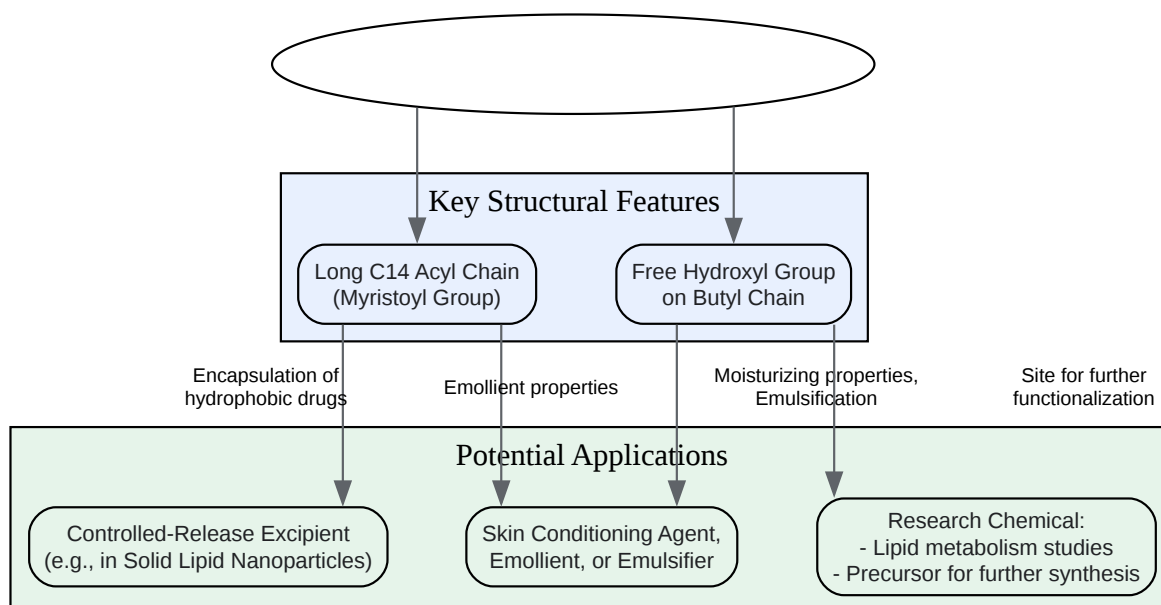 Key Structural Features
Long C14 Acyl Chain
(Myristoyl Group)
Free Hydroxyl Group
on Butyl Chain
Encapsulation of
hydrophobic drugs
Emollient properties
Moisturizing properties,
Emulsification
Site for further
functionalization
Potential Applications
Controlled-Release Excipient
(e.g., in Solid Lipid Nanoparticles)
Skin Conditioning Agent,
Emollient, or Emulsifier
Research Chemical:
- Lipid metabolism studies
- Precursor for further synthesis